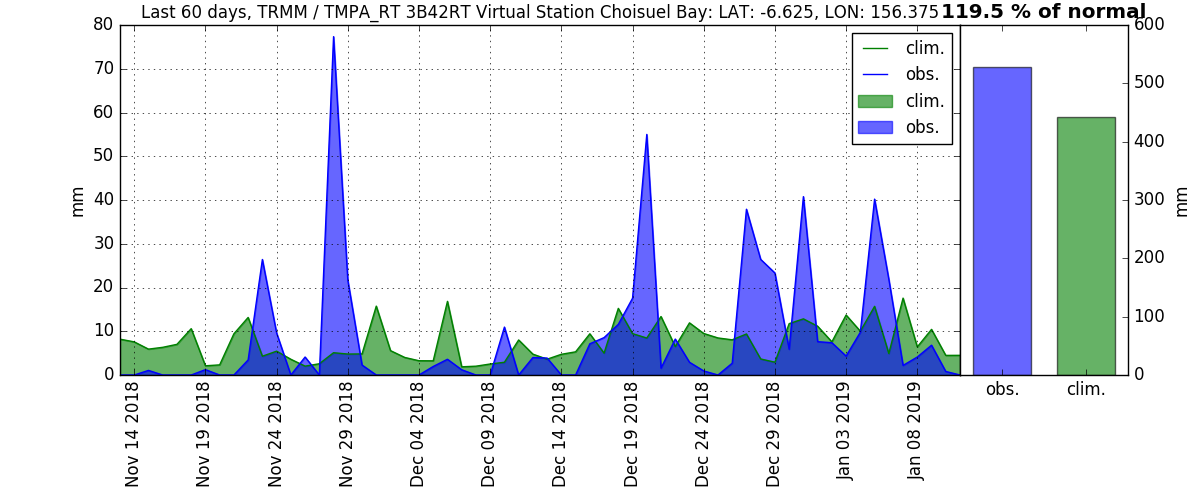 Last 60 days, TRMM / TMPA_RT 3B42RT Virtual Station Choisuel Bay: LAT: -6.625, LON: 156.375
119.5 % of normal
80
70
60
50
40
30
20
10
0
mm
clim.
obs.
clim.
obs.
Nov 14 2018
Nov 19 2018
Nov 24 2018
Nov 29 2018
Dec 04 2018
Dec 09 2018
Dec 14 2018
Dec 19 2018
Dec 24 2018
Dec 29 2018
Jan 03 2019
Jan 08 2019
600
500
400
300
200
100
0
mm
obs.
clim.